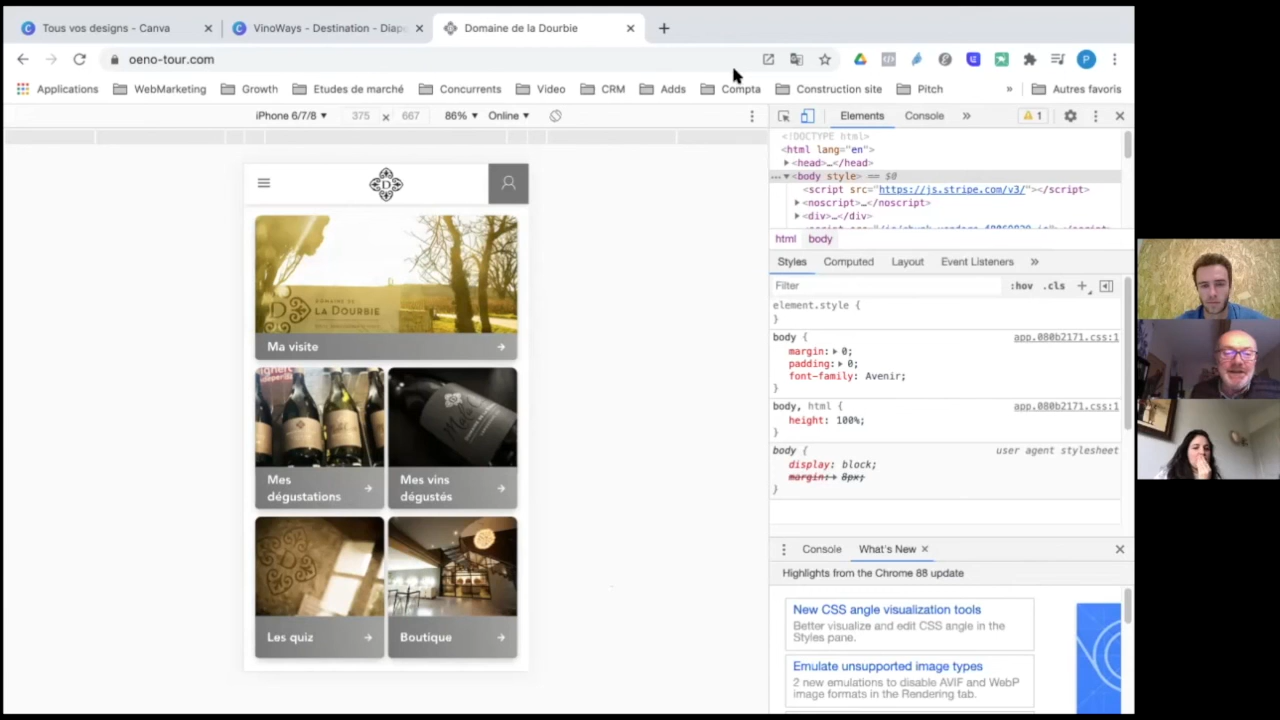 Tous vos designs - Canva
VinoWays - Destination - Diap
Domaine de la Dourbie
oeno-tour.com
Applications
WebMarketing
Growth
Etudes de marché
Concurrents
Video
CRM
Adds
Compta
Construction site
Pitch
»
Autres favoris
iPhone 6/7/8 ▼ 375 x 667 86% ▼ Online ▼
Elements Console » 1
<!DOCTYPE html>
<html lang="en">
▶<head>…</head>
…▼<body style> == $0
<script src="https://js.stripe.com/v3/"></script>
▶<noscript>…</noscript>
▶<div>…</div>
html body
Styles Computed Layout Event Listeners »
Filter :hov .cls +
element.style {
}
body { app.080b2171.css:1
margin:▶ 0;
padding:▶ 0;
font-family: Avenir;
}
body, html { app.080b2171.css:1
height: 100%;
}
body { user agent stylesheet
display: block;
margin:▶ 8px;
}
Console What's New
Highlights from the Chrome 88 update
New CSS angle visualization tools
Better visualize and edit CSS angle in the
Styles pane.
Emulate unsupported image types
2 new emulations to disable AVIF and WebP
image formats in the Rendering tab.
D
DOMAINE DE
LA DOURBIE
Ma visite
Mes
dégustations
Mes vins
dégustés
Les quiz
Boutique
P